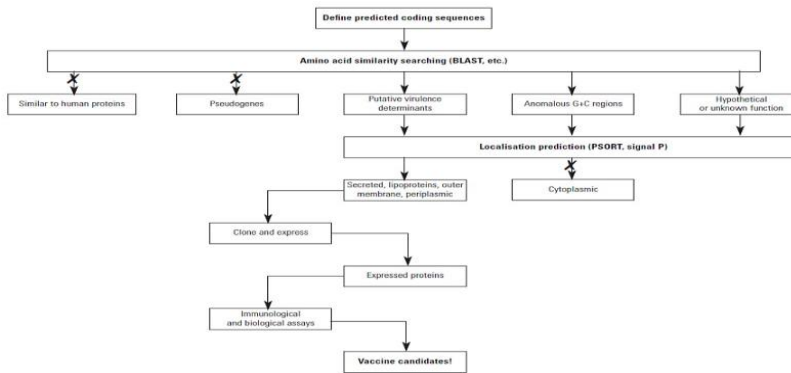 Define predicted coding sequences
Amino acid similarity searching (BLAST, etc.)
Similar to human proteins
Pseudogenes
Putative virulence
determinants
Anomalous G+C regions
Hypothetical
or unknown function
Localisation prediction (PSORT, signal P)
Secreted, lipoproteins, outer
membrane, periplasmic
Cytoplasmic
Clone and express
Expressed proteins
Immunological
and biological assays
Vaccine candidates!